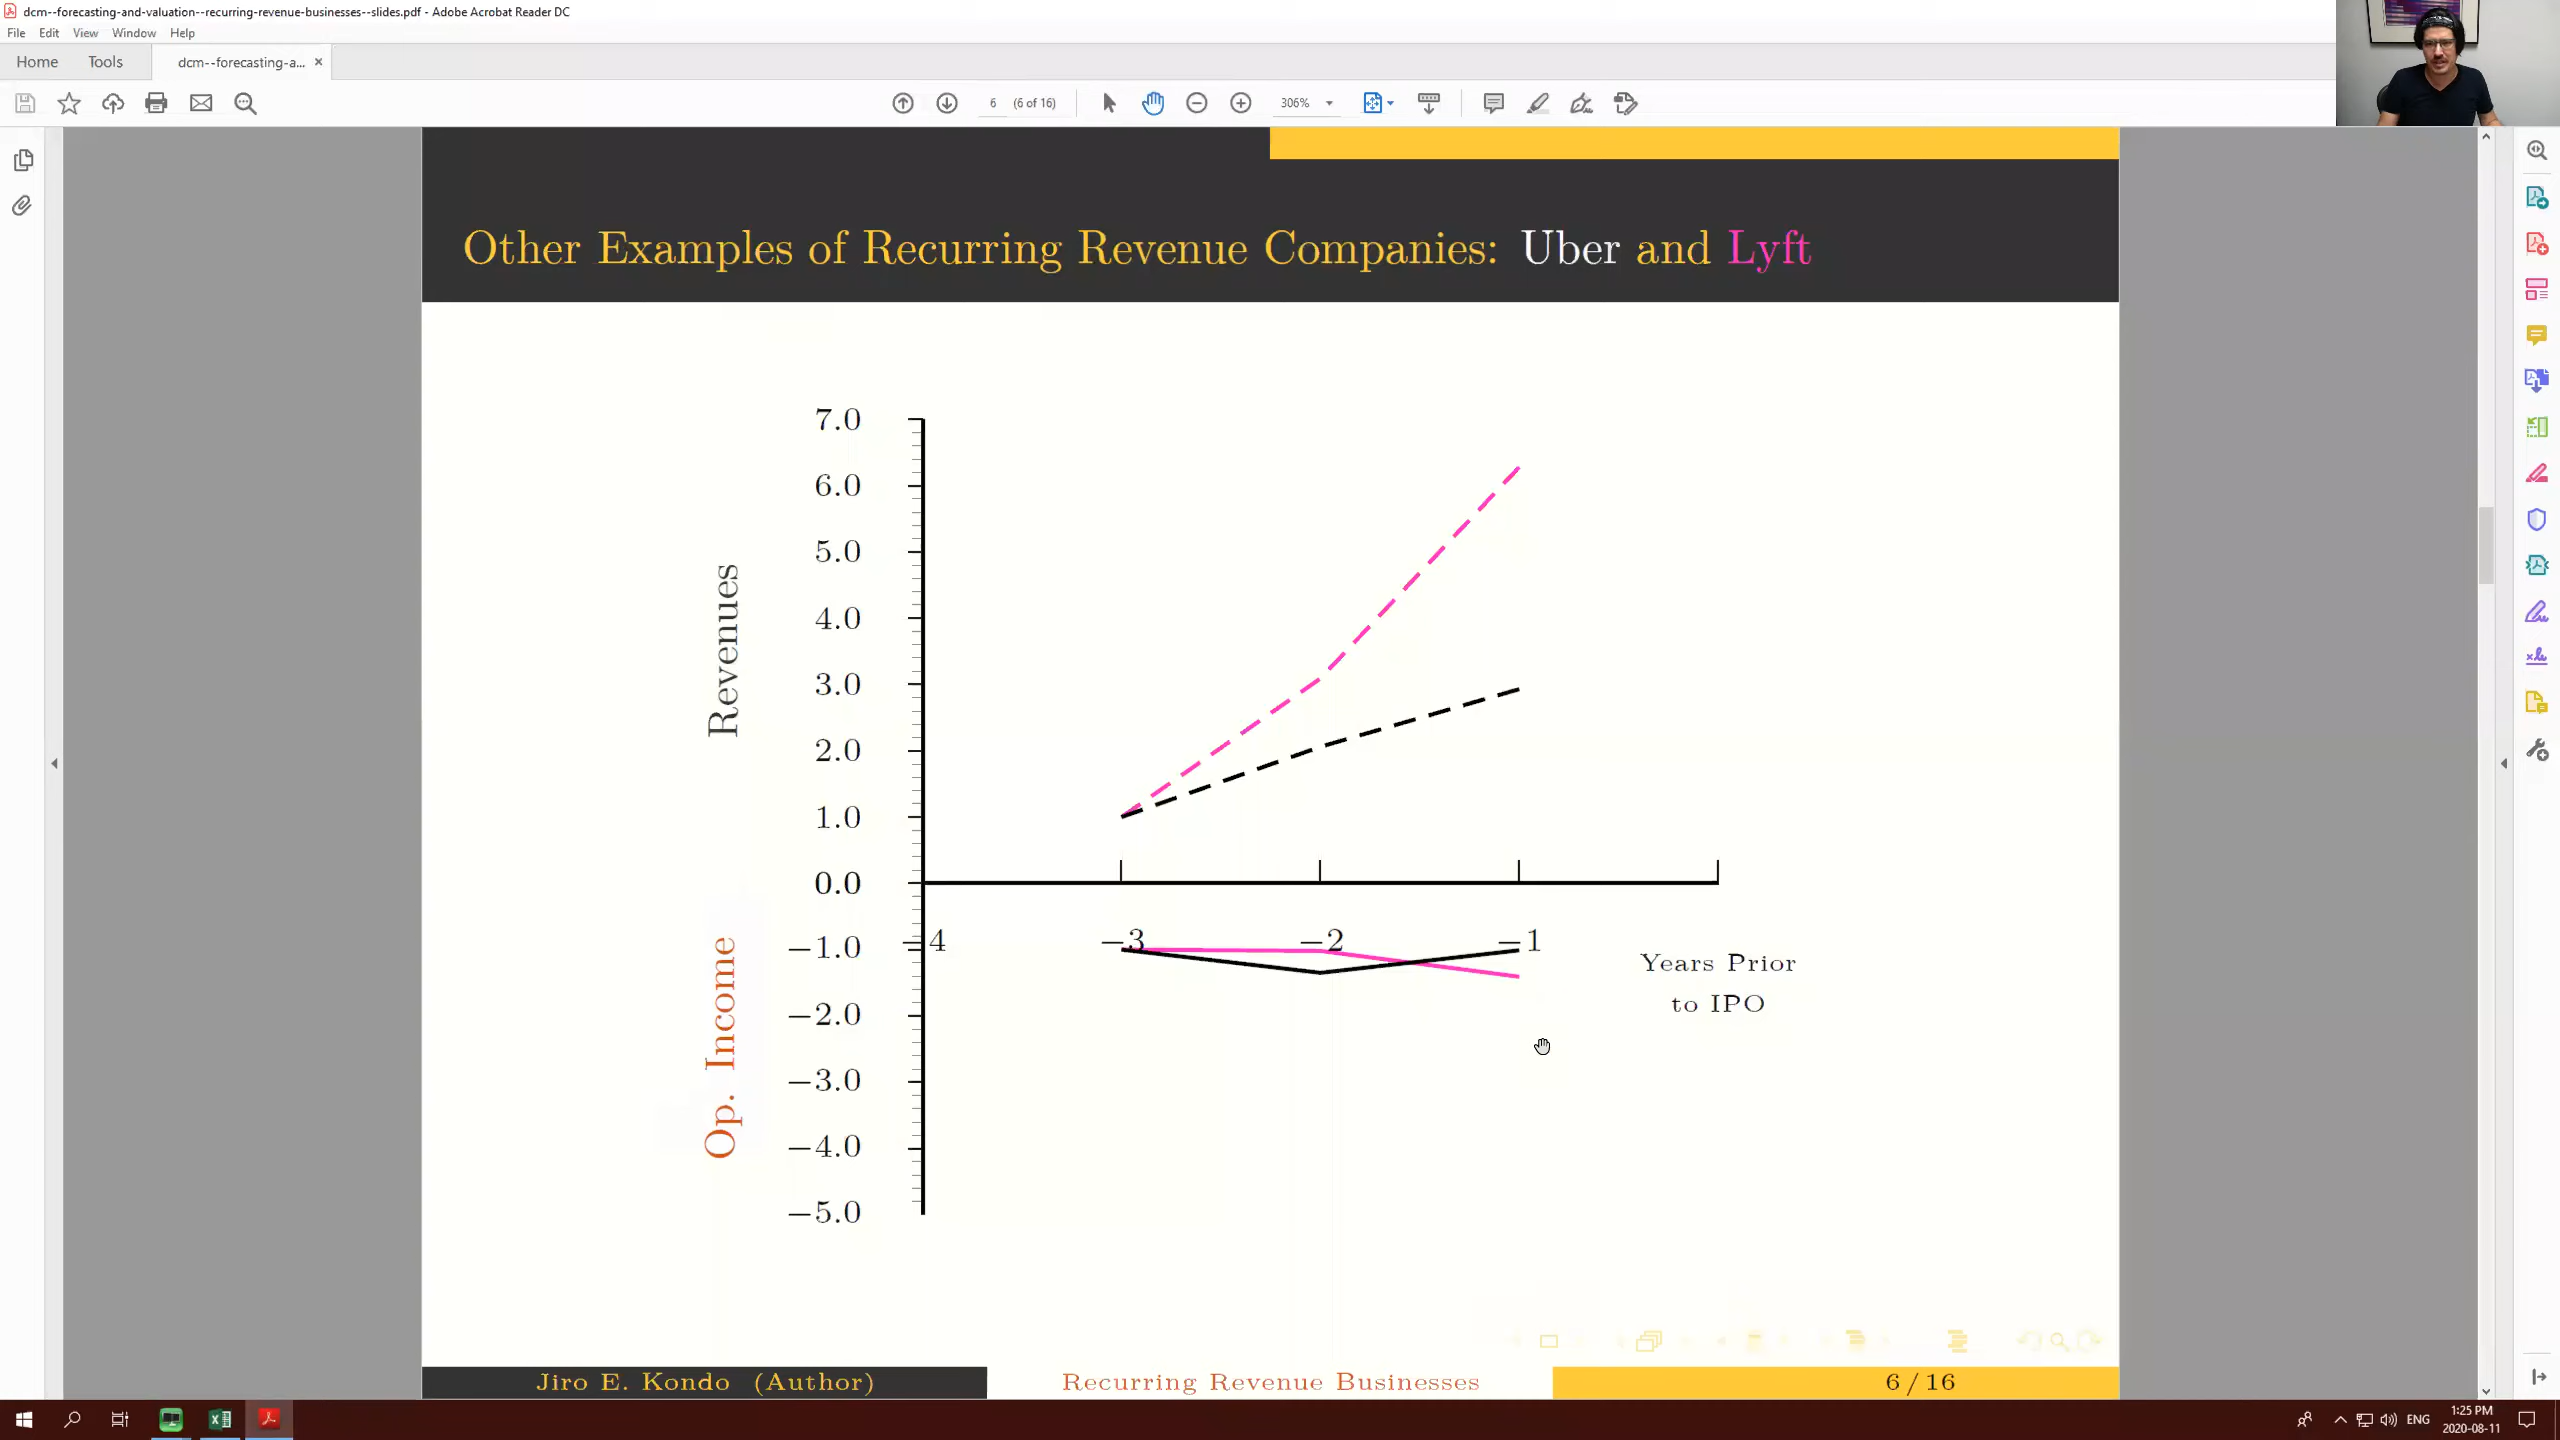 dcm--forecasting-and-valuation--recurring-revenue-businesses--slides.pdf - Adobe Acrobat Reader DC
File Edit View Window Help
Home Tools dcm--forecasting-a... ×
6 (6 of 16) 306%
Other Examples of Recurring Revenue Companies: Uber and Lyft
7.0
6.0
5.0
4.0
3.0
2.0
1.0
0.0
−1.0
−2.0
−3.0
−4.0
−5.0
Revenues
Op. Income
−4 −3 −2 −1
Years Prior
to IPO
Jiro E. Kondo (Author) Recurring Revenue Businesses 6 / 16
ENG
1:25 PM
2020-08-11